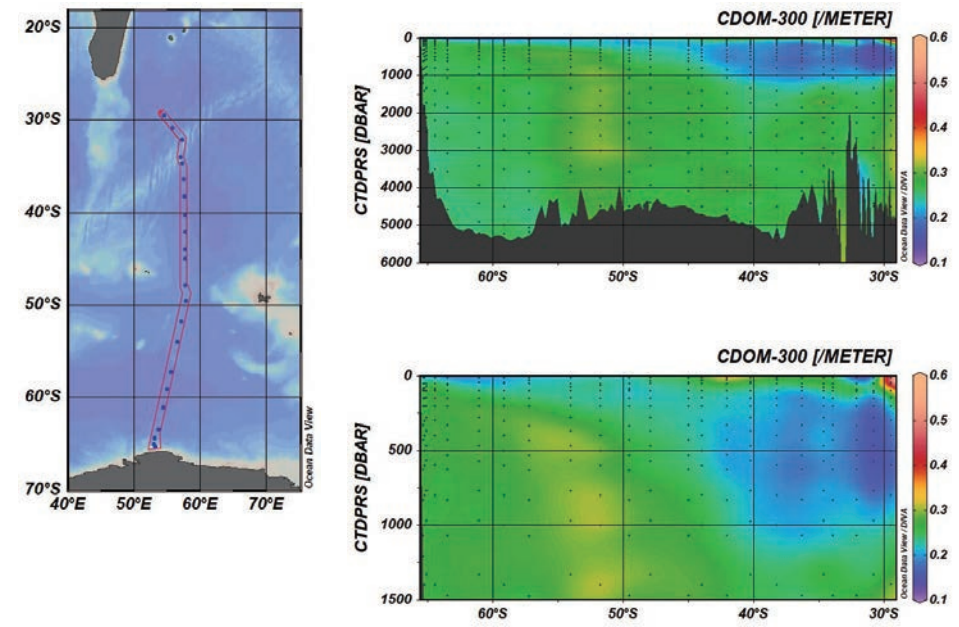 20°S
30°S
40°S
50°S
60°S
70°S
40°E 50°E 60°E 70°E
Ocean Data View
CDOM-300 [/METER]
CTDPRS [DBAR]
0
1000
2000
3000
4000
5000
6000
60°S 50°S 40°S 30°S
Ocean Data View / DIVA
0.6
0.5
0.4
0.3
0.2
0.1
CDOM-300 [/METER]
CTDPRS [DBAR]
0
500
1000
1500
60°S 50°S 40°S 30°S
Ocean Data View / DIVA
0.6
0.5
0.4
0.3
0.2
0.1